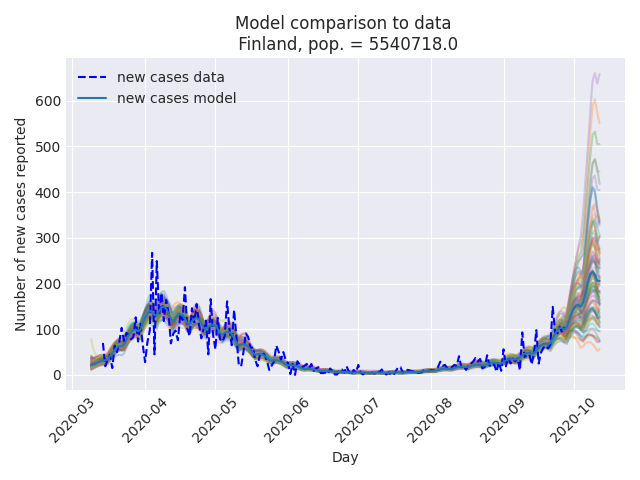 Model comparison to data
Finland, pop. = 5540718.0
new cases data
new cases model
Number of new cases reported
600
500
400
300
200
100
0
2020-03
2020-04
2020-05
2020-06
2020-07
2020-08
2020-09
2020-10
Day